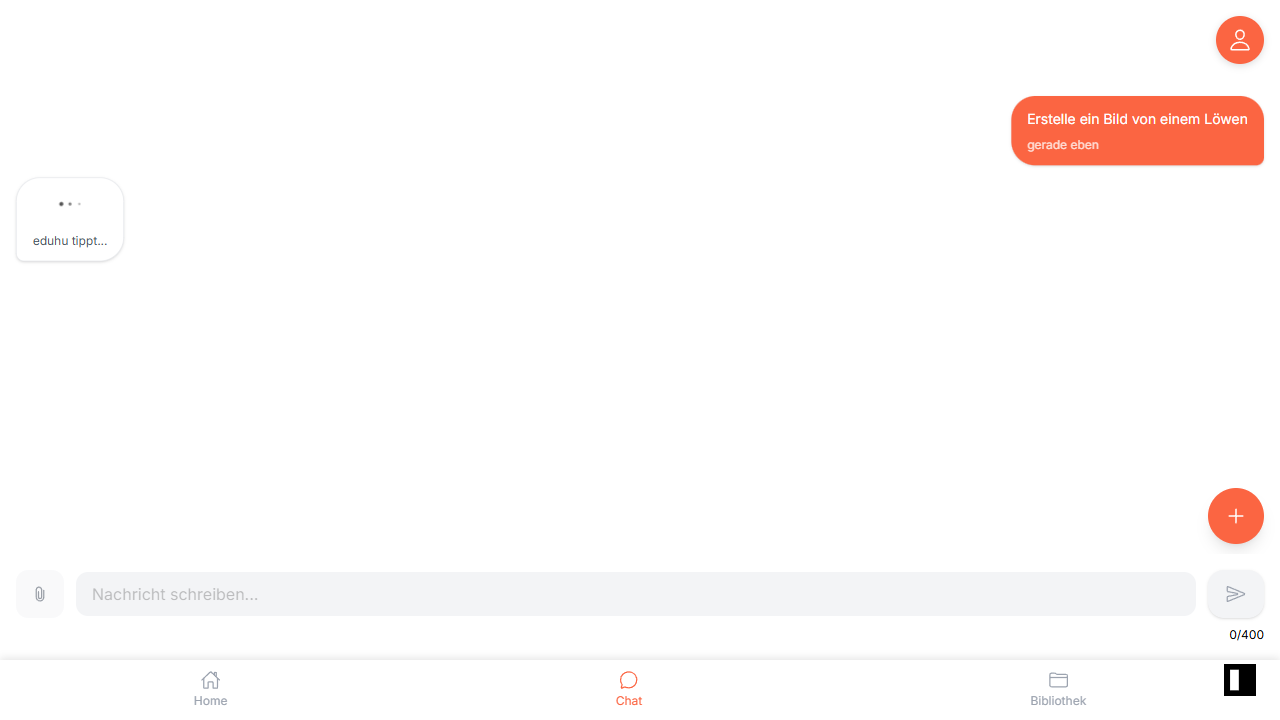 Erstelle ein Bild von einem Löwen
gerade eben
eduhu tippt...
Nachricht schreiben...
0/400
Home
Chat
Bibliothek